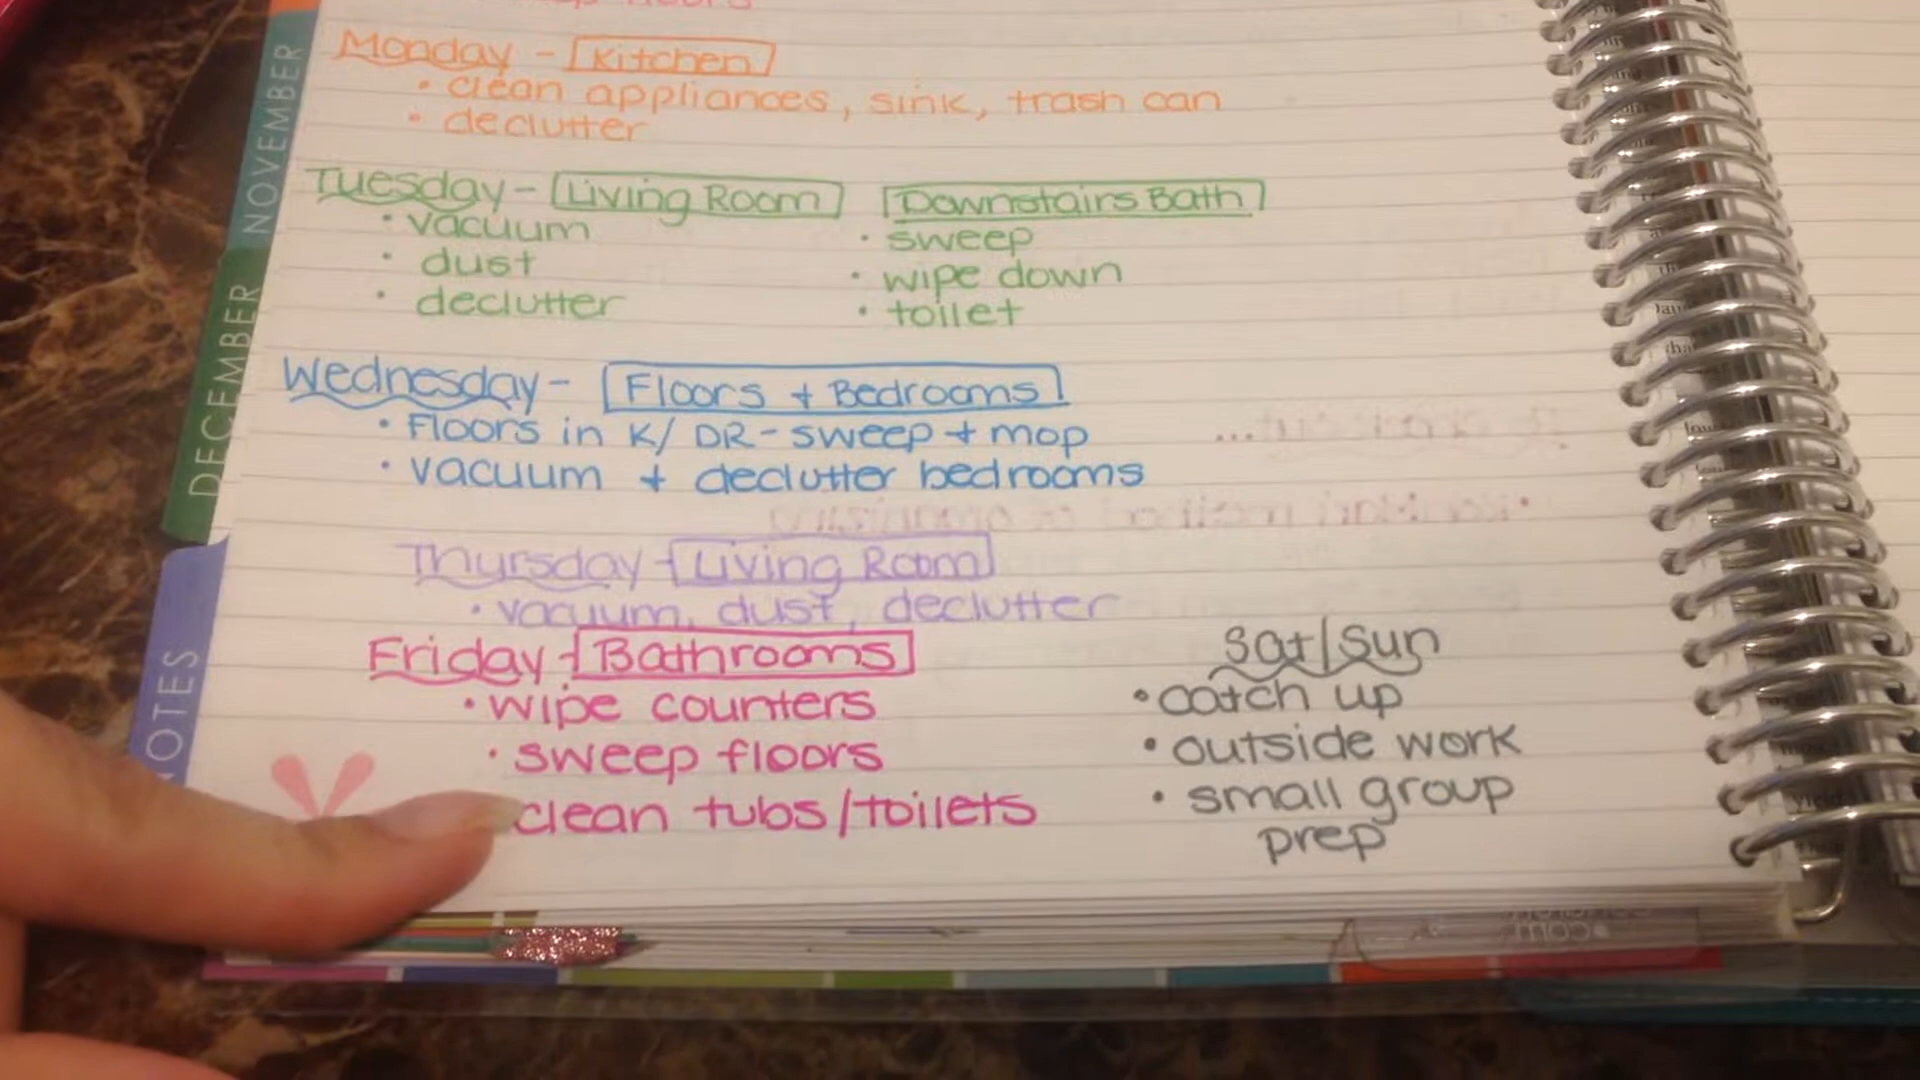 Monday - Kitchen
• clean appliances, sink, trash can
• declutter
Tuesday - Living Room
• vacuum
• dust
• declutter
Downstairs Bath
• sweep
• wipe down
• toilet
Wednesday - Floors + Bedrooms
• Floors in K/ DR - sweep + mop
• vacuum + declutter bedrooms
Thursday - Living Room
• vacuum, dust, declutter
Friday - Bathrooms
• wipe counters
• sweep floors
clean tubs/toilets
Sat/Sun
• catch up
• outside work
• small group
prep
NOVEMBER
DECEMBER
NOTES